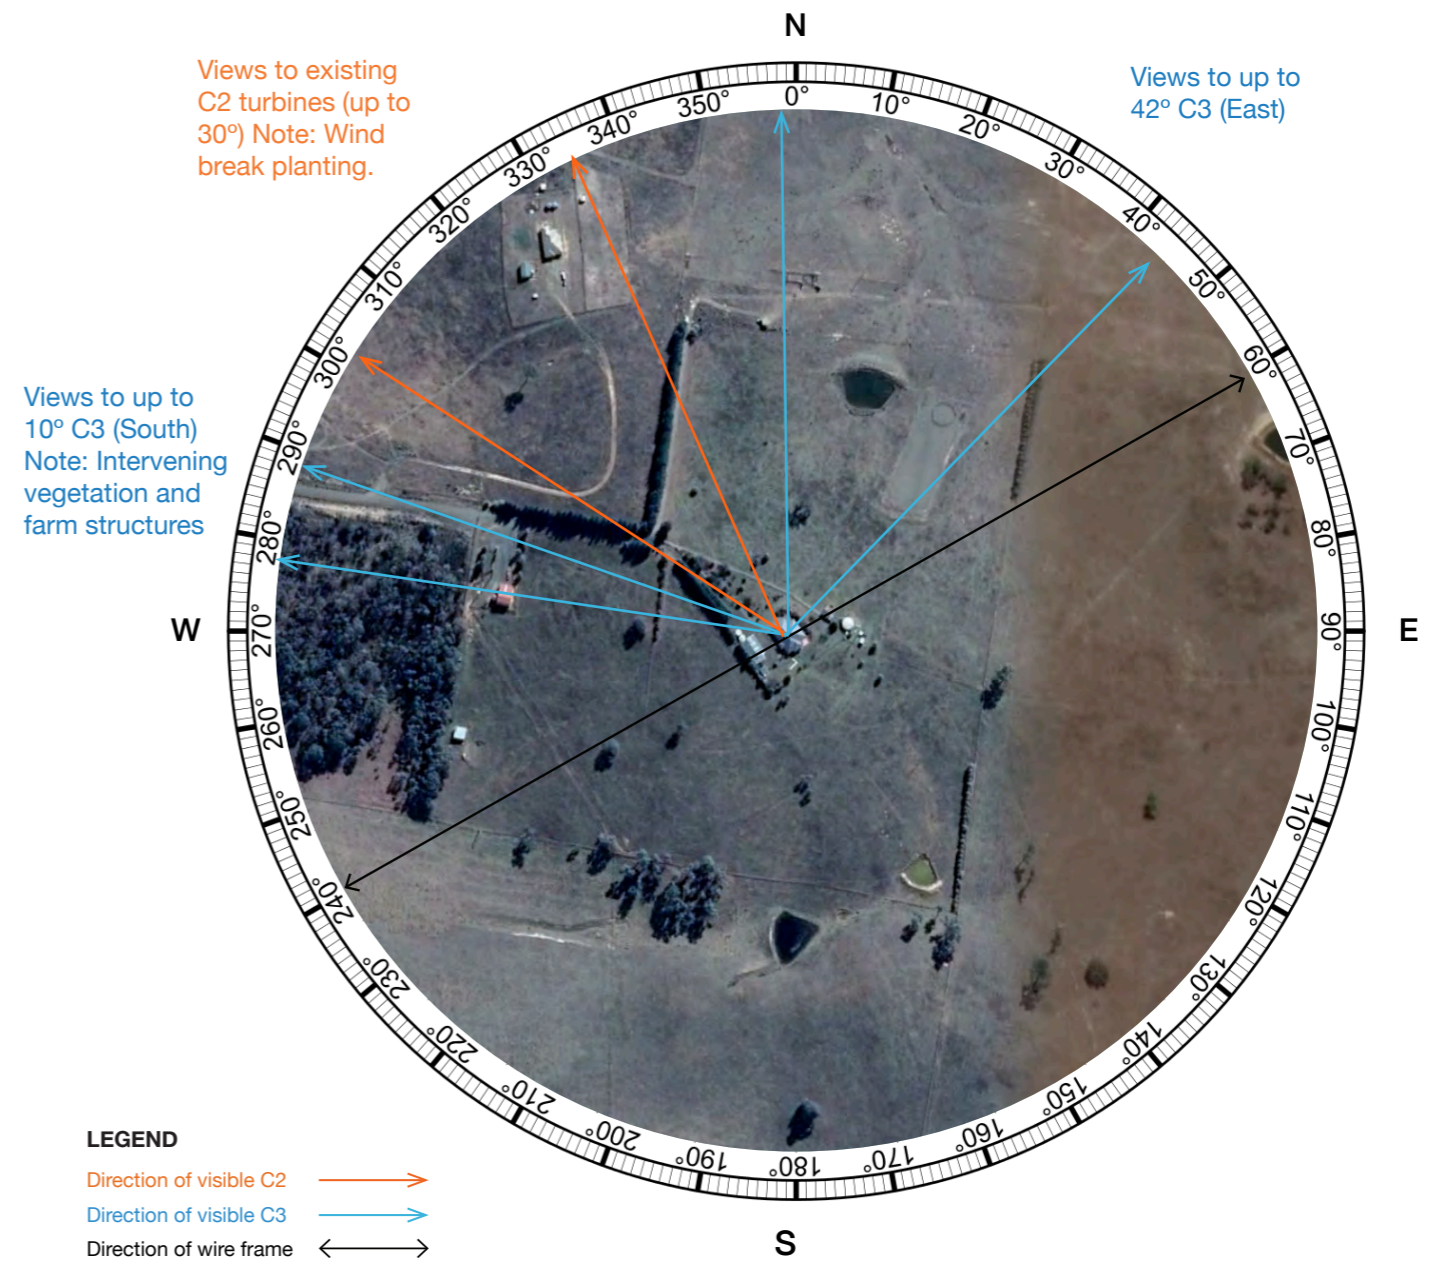 N
Views to existing
C2 turbines (up to
30º) Note: Wind
break planting.
Views to up to
42º C3 (East)
Views to up to
10º C3 (South)
Note: Intervening
vegetation and
farm structures
0°
10°
20°
30°
40°
50°
60°
70°
80°
90°
100°
110°
120°
130°
140°
150°
160°
170°
180°
190°
200°
210°
220°
230°
240°
250°
260°
270°
280°
290°
300°
310°
320°
330°
340°
350°
W
E
S
LEGEND
Direction of visible C2
Direction of visible C3
Direction of wire frame